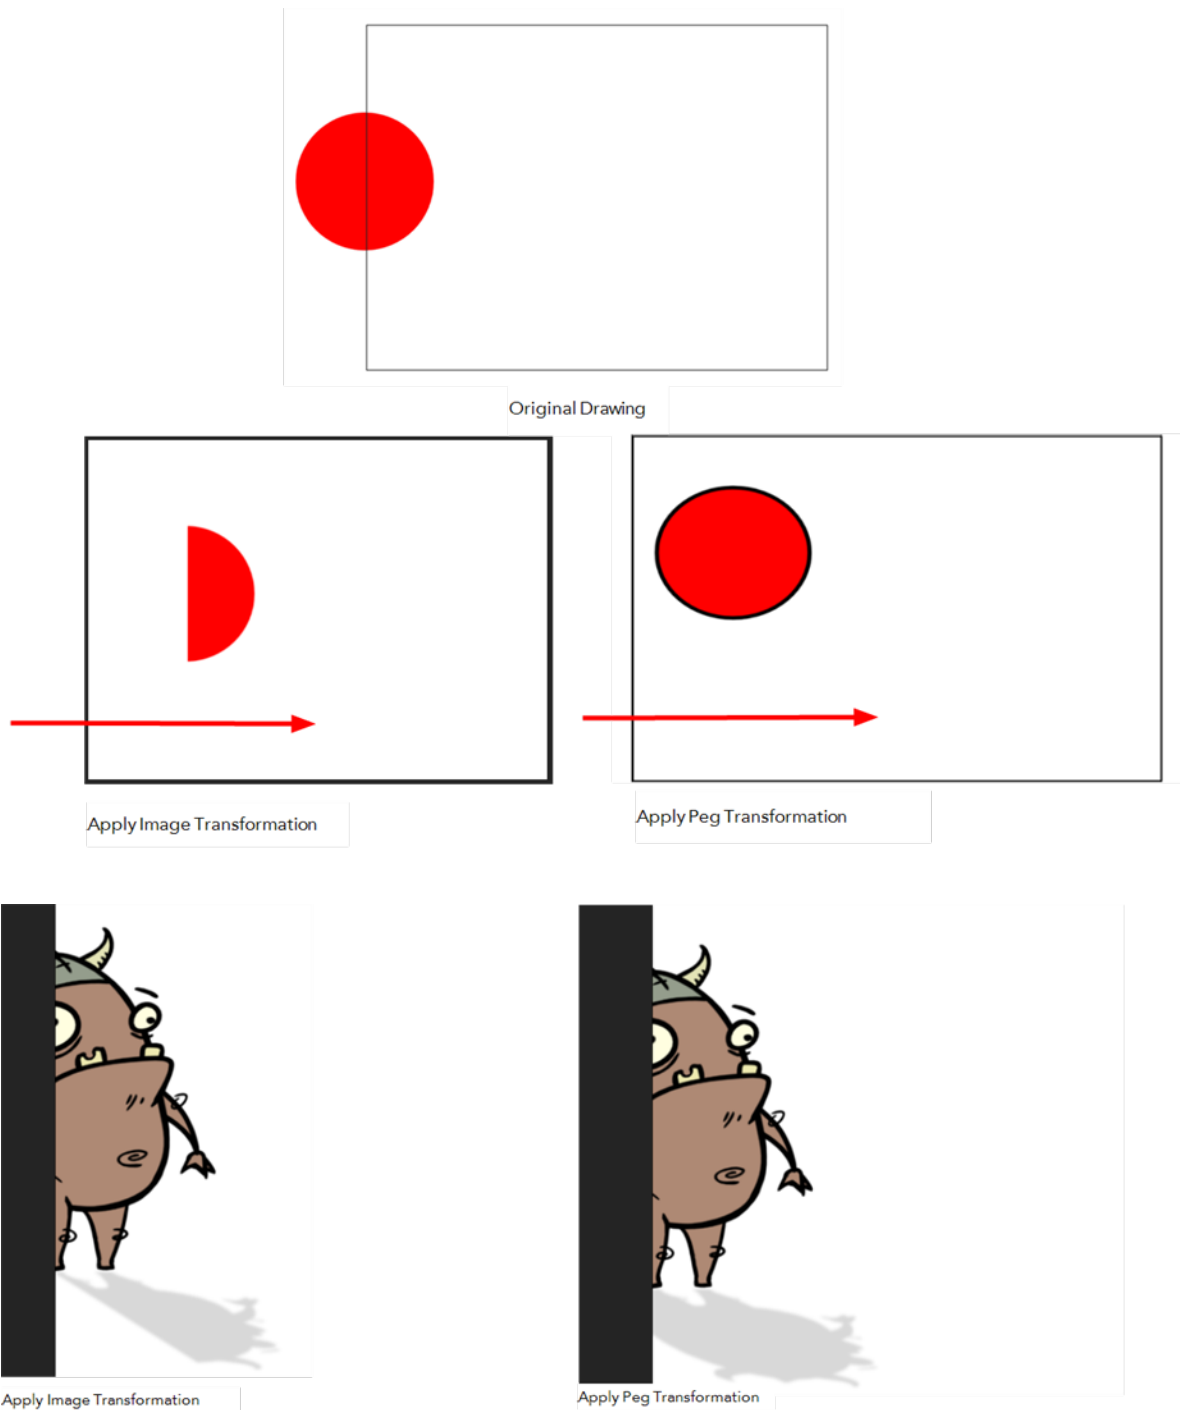 Original Drawing
Apply Image Transformation
Apply Peg Transformation
Apply Image Transformation
Apply Peg Transformation